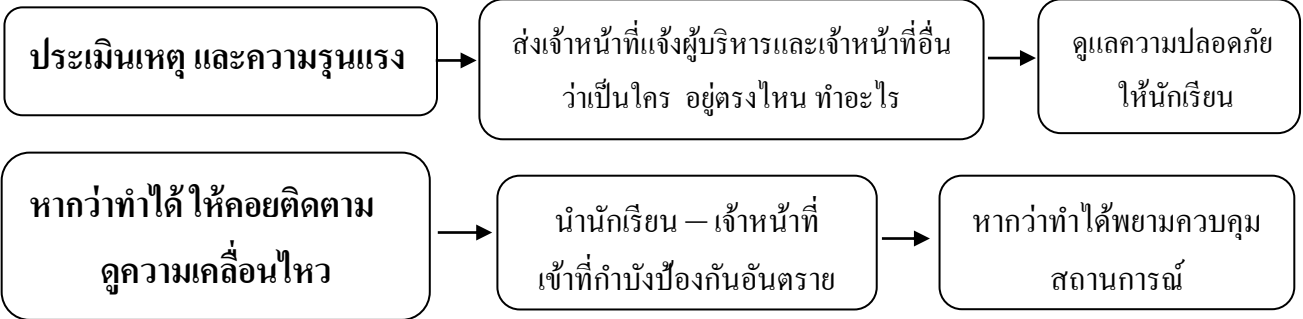 ประเมินเหตุ และความรุนแรง
ส่งเจ้าหน้าที่แจ้งผู้บริหารและเจ้าหน้าที่อื่น
ว่าเป็นใคร อยู่ตรงไหน ทำอะไร
ดูแลความปลอดภัย
ให้นักเรียน
หากว่าทำได้ ให้คอยติดตาม
ดูความเคลื่อนไหว
นำนักเรียน – เจ้าหน้าที่
เข้าที่กำบังป้องกันอันตราย
หากว่าทำได้พยามควบคุม
สถานการณ์